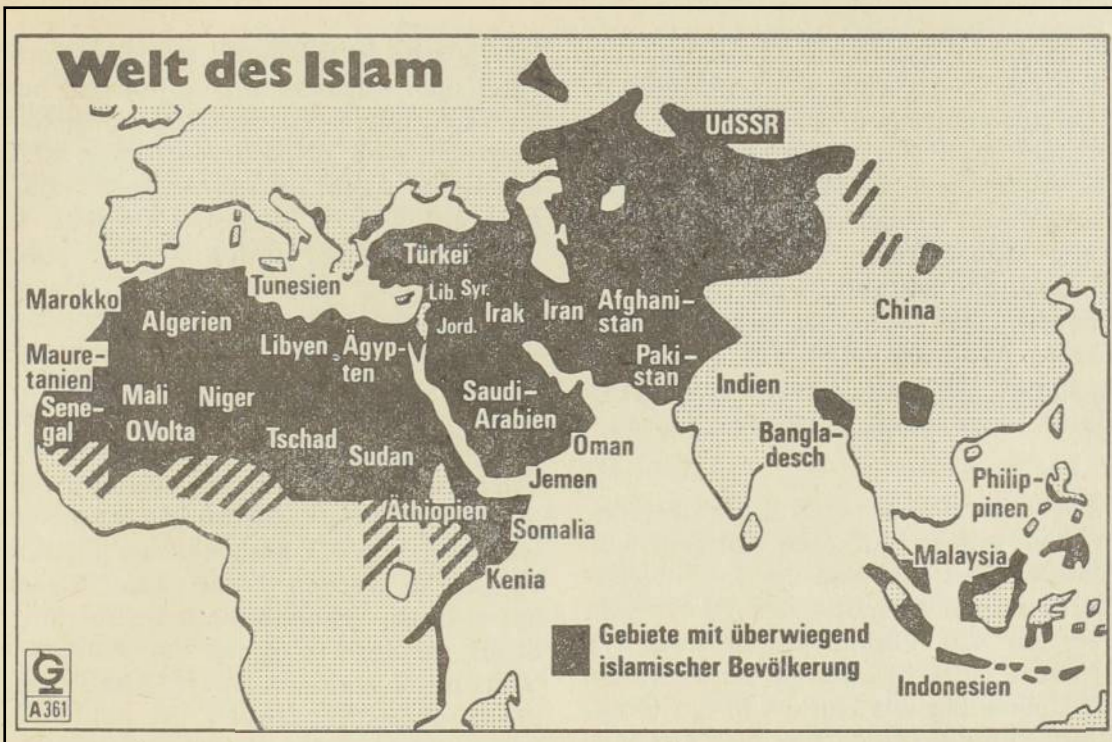 Welt des Islam
UdSSR
Türkei
Tunesien
Lib. Syr.
Marokko
Algerien
Jord.
Irak
Iran
Afghani-
stan
China
Libyen
Ägyp-
ten
Maure-
tanien
Paki-
stan
Indien
Mali
Niger
Saudi-
Arabien
Sene-
gal
O.Volta
Tschad
Sudan
Oman
Bangla-
desch
Jemen
Philip-
pinen
Äthiopien
Somalia
Malaysia
Kenia
Gebiete mit überwiegend
islamischer Bevölkerung
Indonesien
G
A361